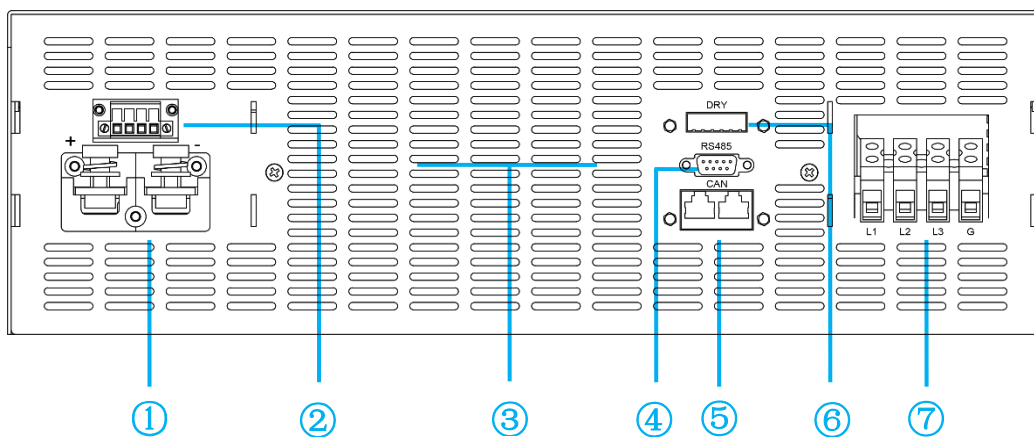 DRY
+ -
RS485
CAN
L1 L2 L3 G
① ② ③ ④ ⑤ ⑥ ⑦